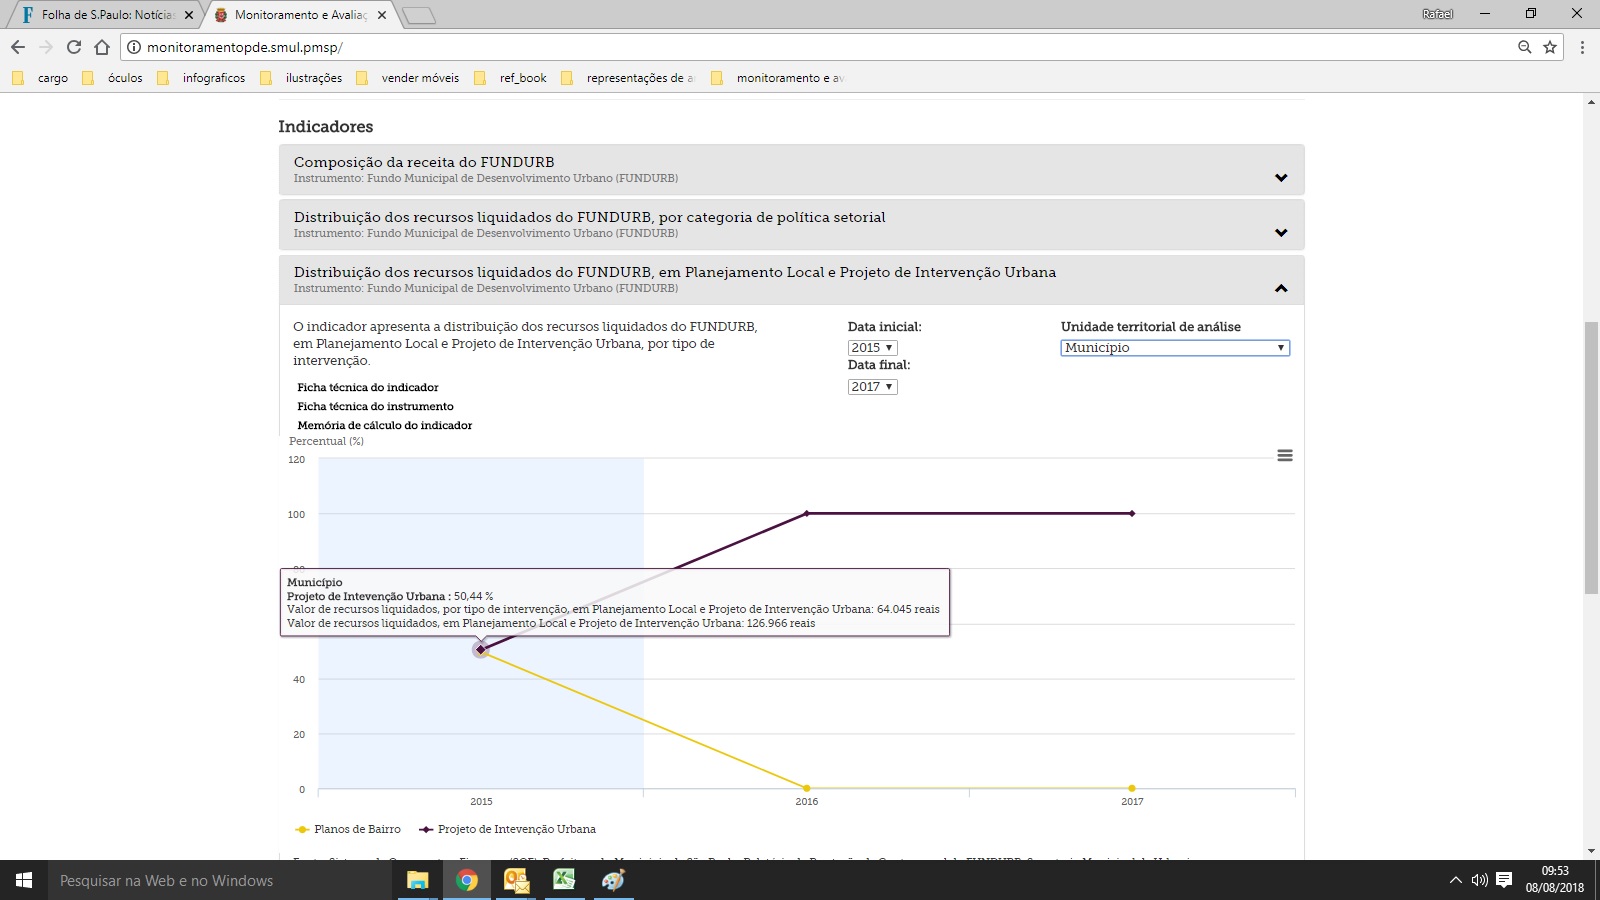 Folha de S.Paulo: Notícias
Monitoramento e Avaliaç
Rafael
monitoramentopde.smul.pmsp/
cargo
óculos
infograficos
ilustrações
vender móveis
ref_book
representações de a
monitoramento e av
Indicadores
Composição da receita do FUNDURB
Instrumento: Fundo Municipal de Desenvolvimento Urbano (FUNDURB)
Distribuição dos recursos liquidados do FUNDURB, por categoria de política setorial
Instrumento: Fundo Municipal de Desenvolvimento Urbano (FUNDURB)
Distribuição dos recursos liquidados do FUNDURB, em Planejamento Local e Projeto de Intervenção Urbana
Instrumento: Fundo Municipal de Desenvolvimento Urbano (FUNDURB)
O indicador apresenta a distribuição dos recursos liquidados do FUNDURB,
em Planejamento Local e Projeto de Intervenção Urbana, por tipo de
intervenção.
Ficha técnica do indicador
Ficha técnica do instrumento
Memória de cálculo do indicador
Data inicial:
2015
Data final:
2017
Unidade territorial de análise
Município
Percentual (%)
120
100
80
Município
Projeto de Intevenção Urbana : 50,44 %
Valor de recursos liquidados, por tipo de intervenção, em Planejamento Local e Projeto de Intervenção Urbana: 64.045 reais
Valor de recursos liquidados, em Planejamento Local e Projeto de Intervenção Urbana: 126.966 reais
40
20
0
2015
2016
2017
Planos de Bairro
Projeto de Intevenção Urbana
Pesquisar na Web e no Windows
09:53
08/08/2018